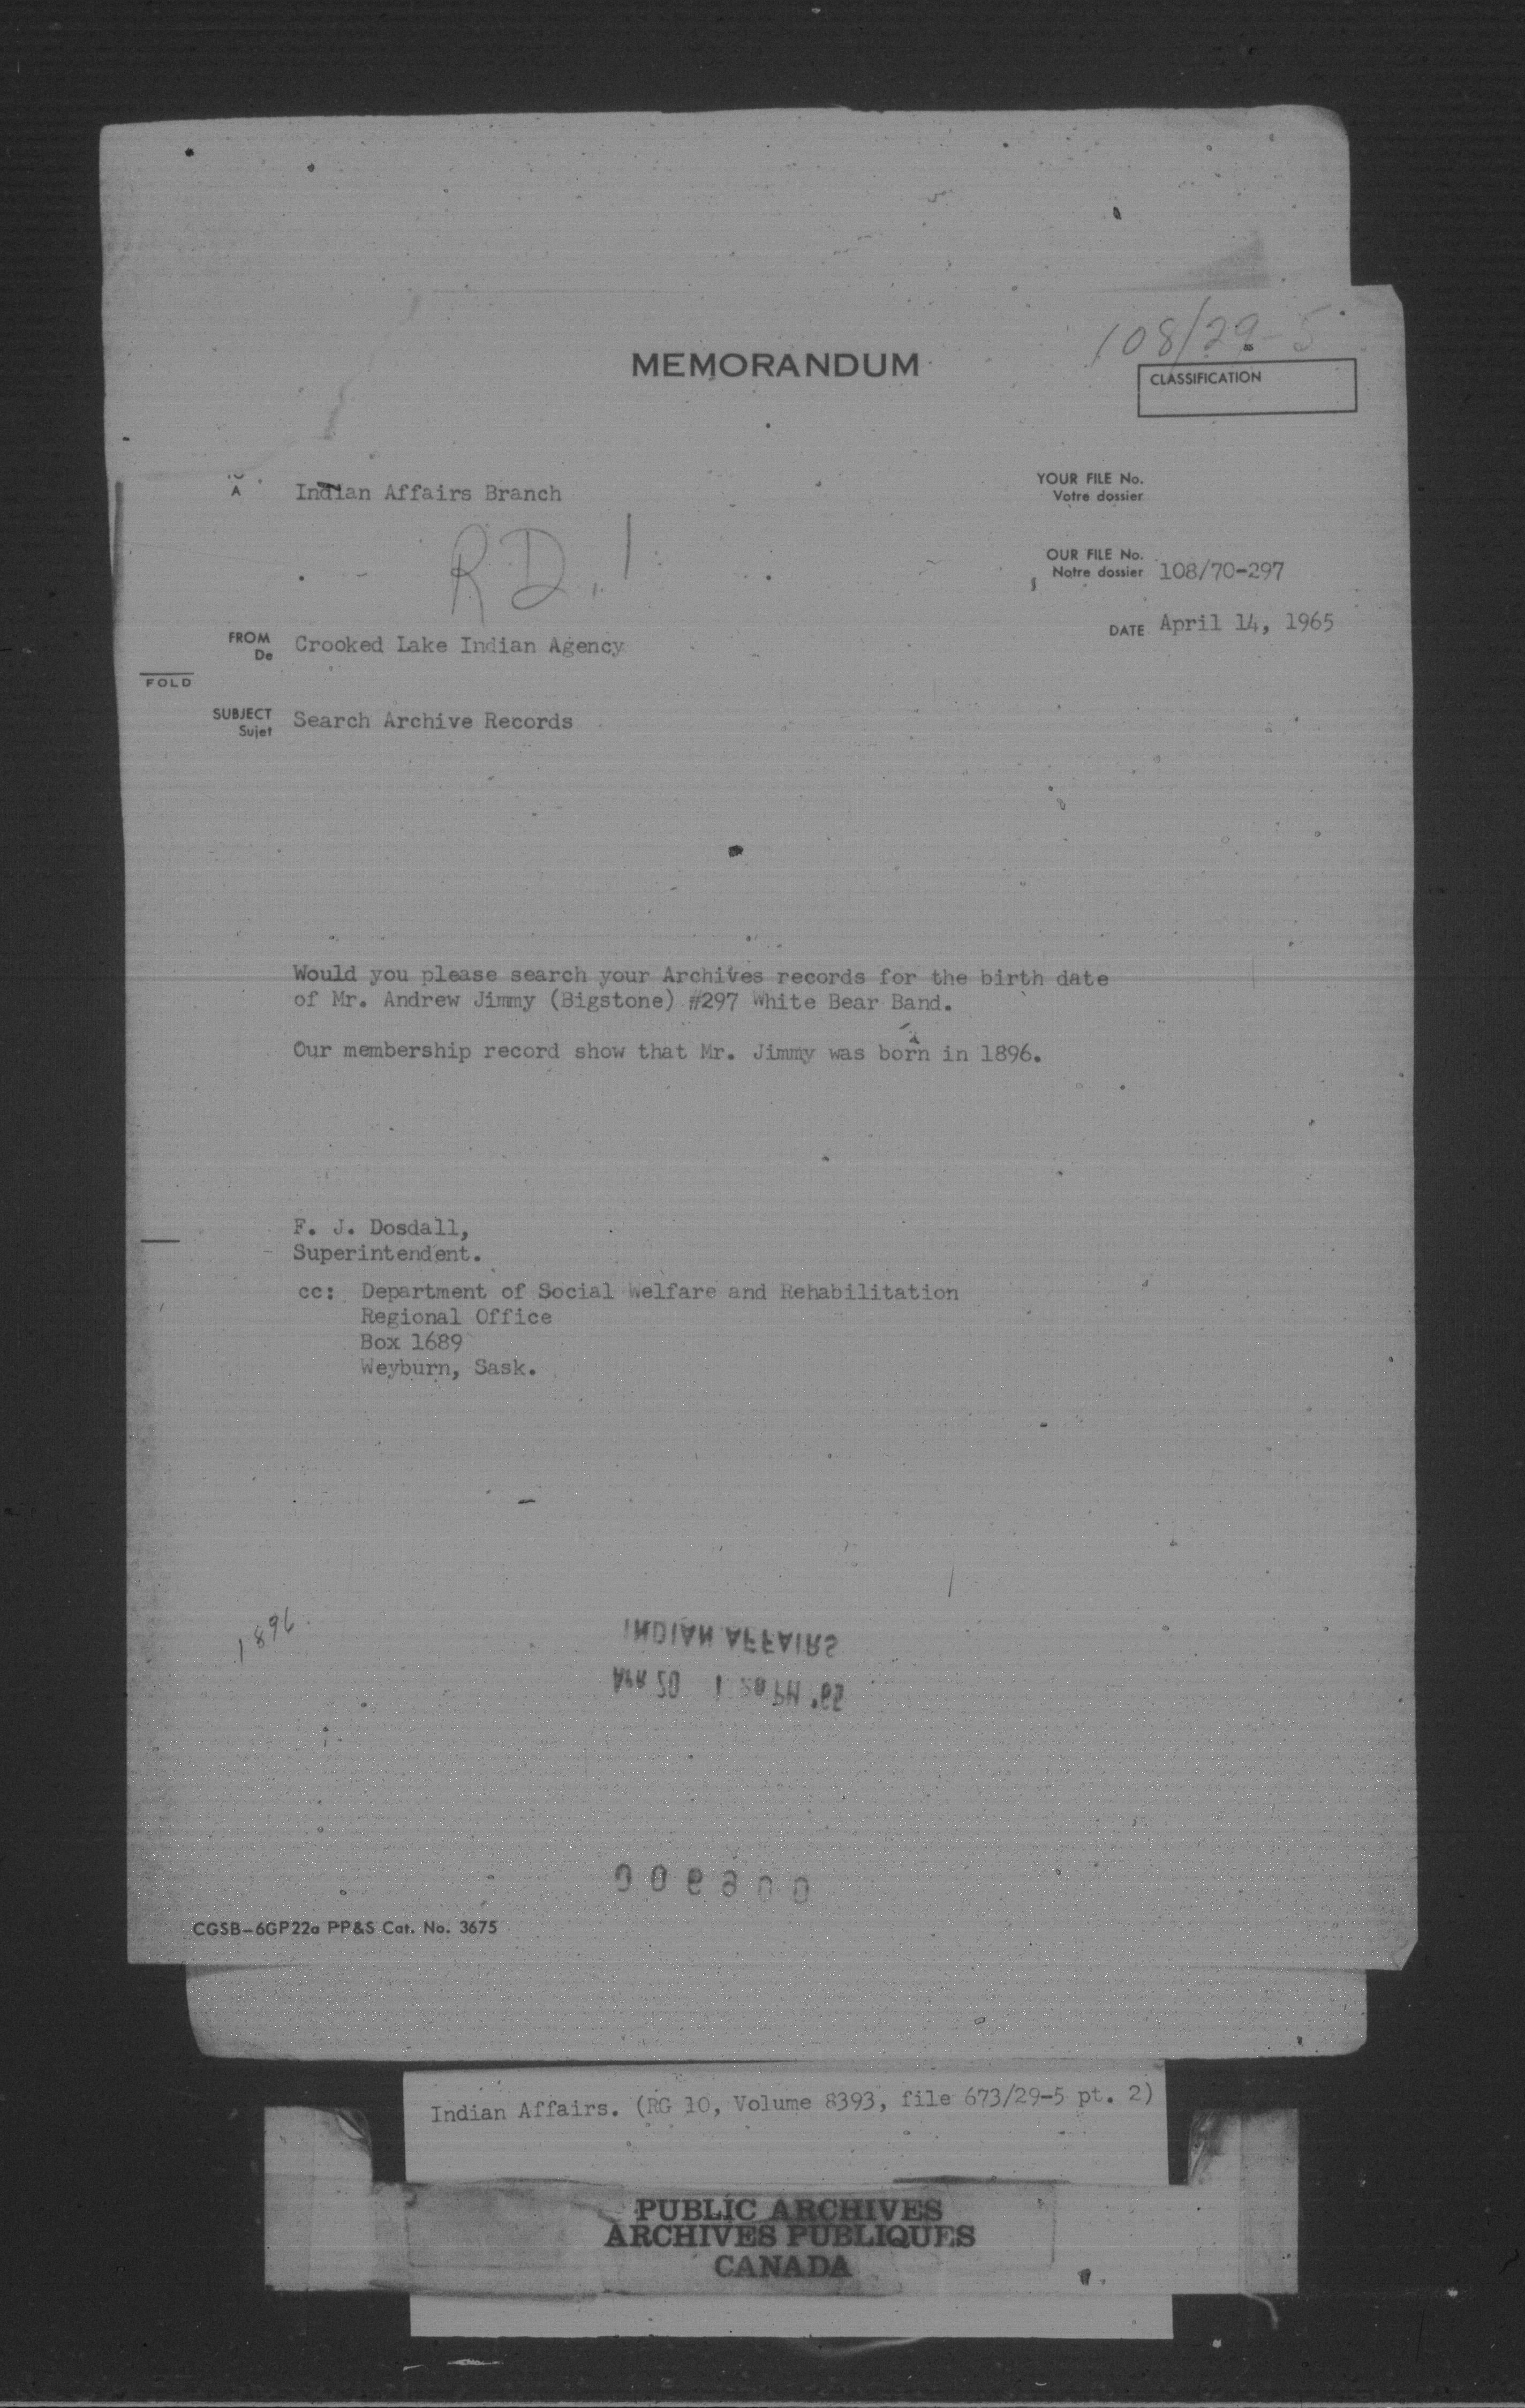 108/29-5
MEMORANDUM
CLASSIFICATION
A Indian Affairs Branch
YOUR FILE No.
Votre dossier
R.D.1
OUR FILE No.
Notre dossier 108/70-297
DATE April 14, 1965
FROM
De Crooked Lake Indian Agency
FOLD
SUBJECT
Sujet Search Archive Records
Would you please search your Archives records for the birth date
of Mr. Andrew Jimmy (Bigstone) #297 White Bear Band.
Our membership record show that Mr. Jimmy was born in 1896.
F. J. Dosdall,
Superintendent.
cc: Department of Social Welfare and Rehabilitation
Regional Office
Box 1689
Weyburn, Sask.
1896.
INDIAN AFFAIRS
APR 20 1 PM '65
CGSB-6GP22a PP&S Cat. No. 3675
Indian Affairs. (RG 10, Volume 8393, file 673/29-5 pt. 2)
PUBLIC ARCHIVES
ARCHIVES PUBLIQUES
CANADA